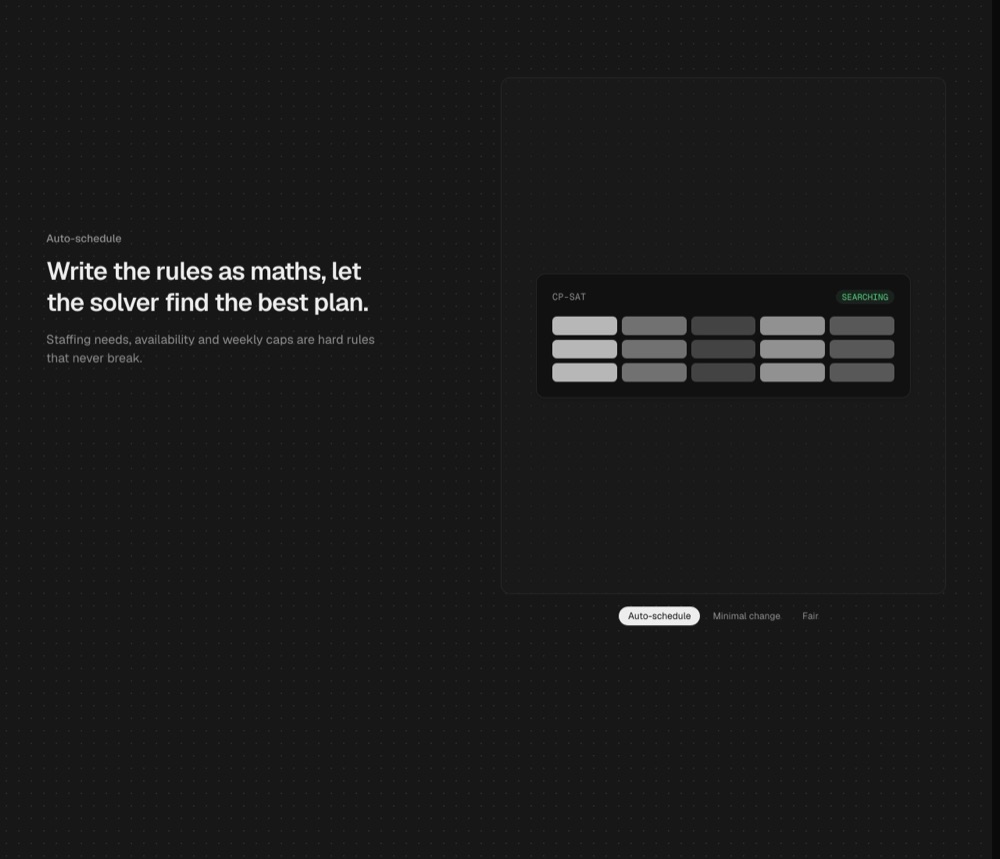 Auto-schedule
Write the rules as maths, let
the solver find the best plan.
Staffing needs, availability and weekly caps are hard rules
that never break.
CP-SAT
SEARCHING
Auto-schedule
Minimal change
Fair